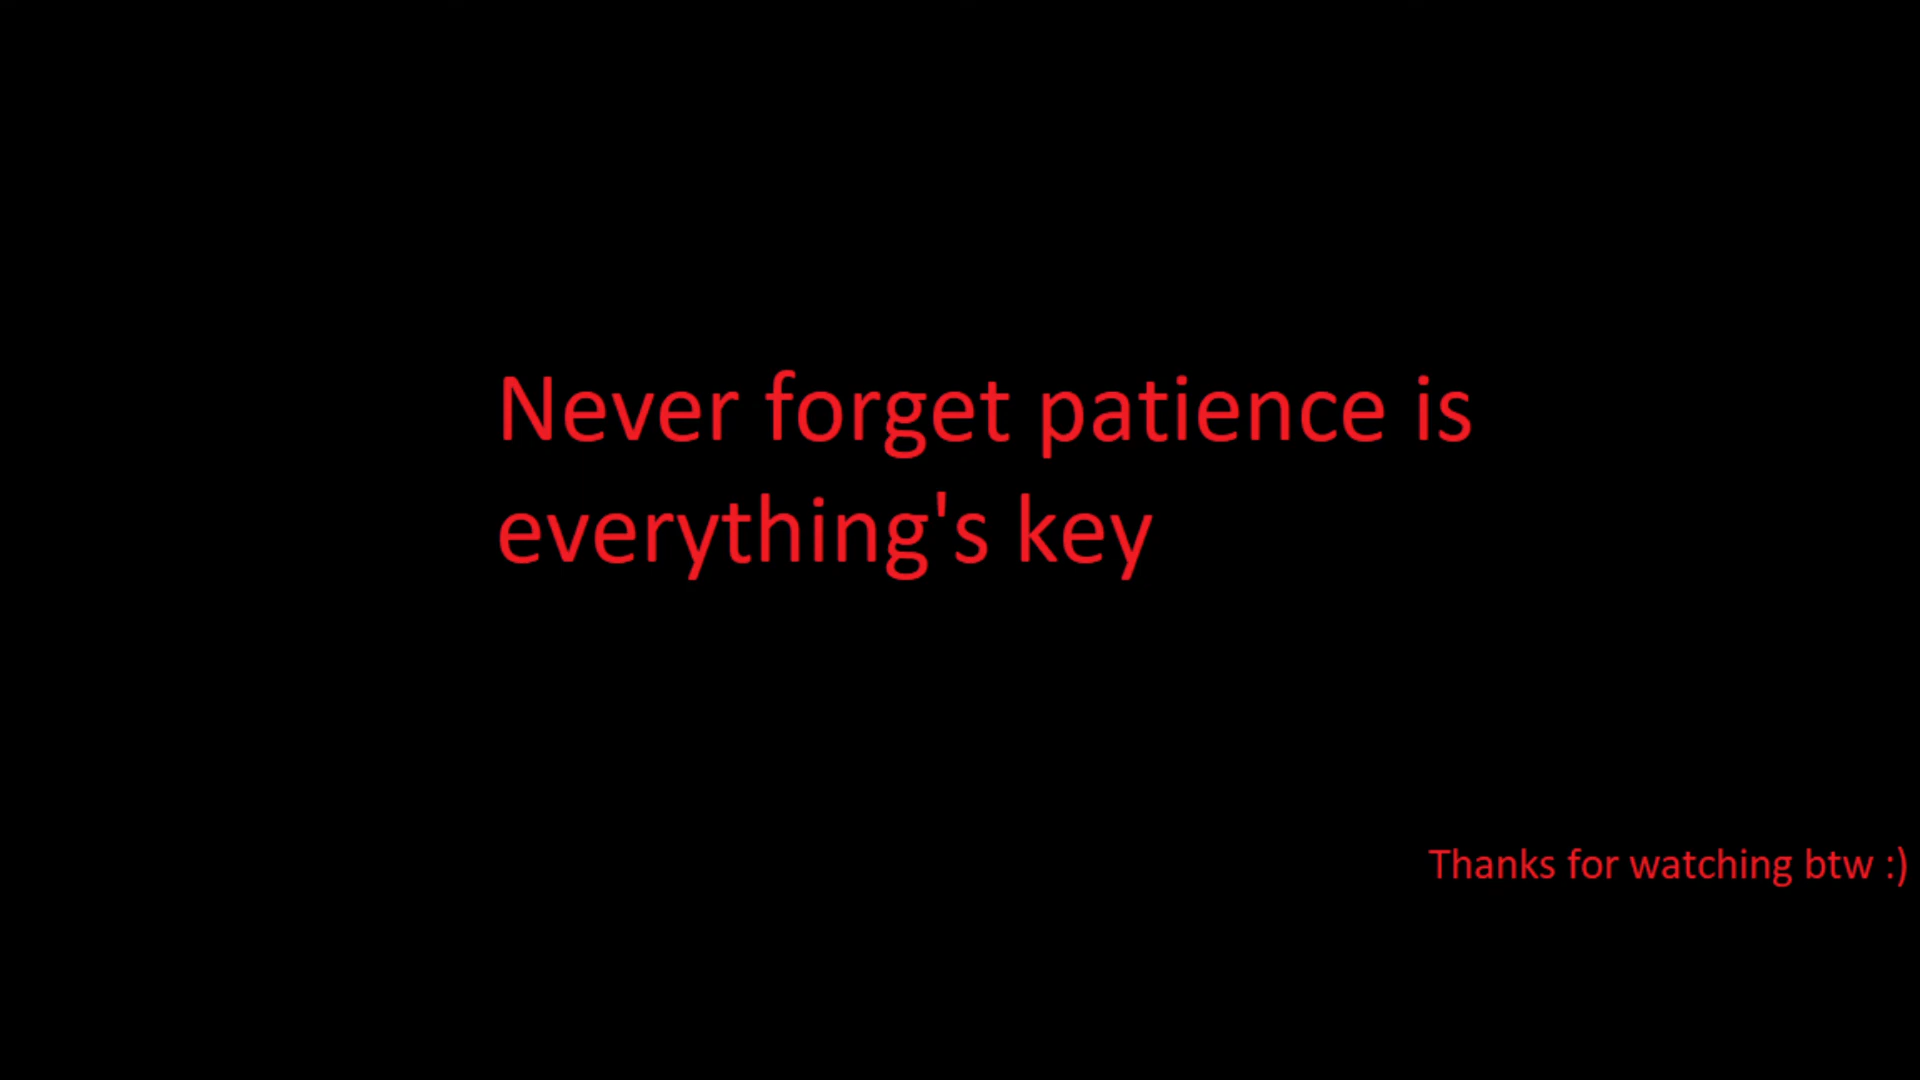 Never forget patience is
everything's key
Thanks for watching btw :)